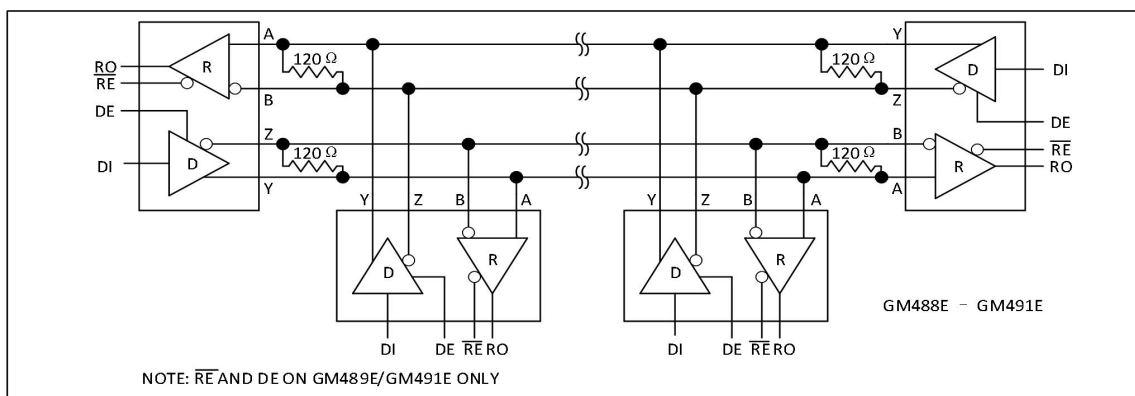 A
Y
120 Ω
120 Ω
RO
R
D
DI
RE
B
Z
DE
DE
Z
B
RE
120 Ω
120 Ω
DI
D
R
RO
Y
A
Y Z B A
Y Z B A
D R
D R
GM488E – GM491E
DI DE RE RO
DI DE RE RO
NOTE: RE AND DE ON GM489E/GM491E ONLY